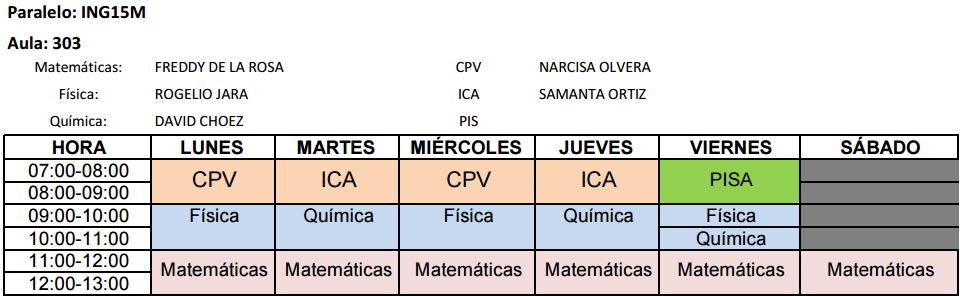 Paralelo: ING15M
Aula: 303
Matemáticas: FREDDY DE LA ROSA CPV NARCISA OLVERA
Física: ROGELIO JARA ICA SAMANTA ORTIZ
Química: DAVID CHOEZ PIS
HORA LUNES MARTES MIÉRCOLES JUEVES VIERNES SÁBADO
07:00-08:00
CPV ICA CPV ICA PISA
08:00-09:00
09:00-10:00 Física Química Física Química Física
10:00-11:00 Química
11:00-12:00
Matemáticas Matemáticas Matemáticas Matemáticas Matemáticas Matemáticas
12:00-13:00